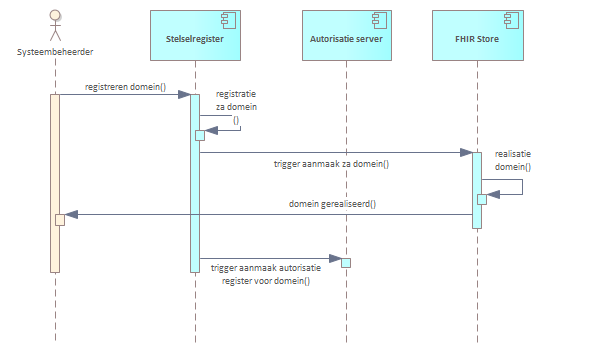 Systeembeheerder
Stelselregister
Autorisatie server
FHIR Store
registreren domein()
registratie
za domein
()
trigger aanmaak za domein()
realisatie
domein()
domein gerealiseerd()
trigger aanmaak autorisatie
register voor domein()